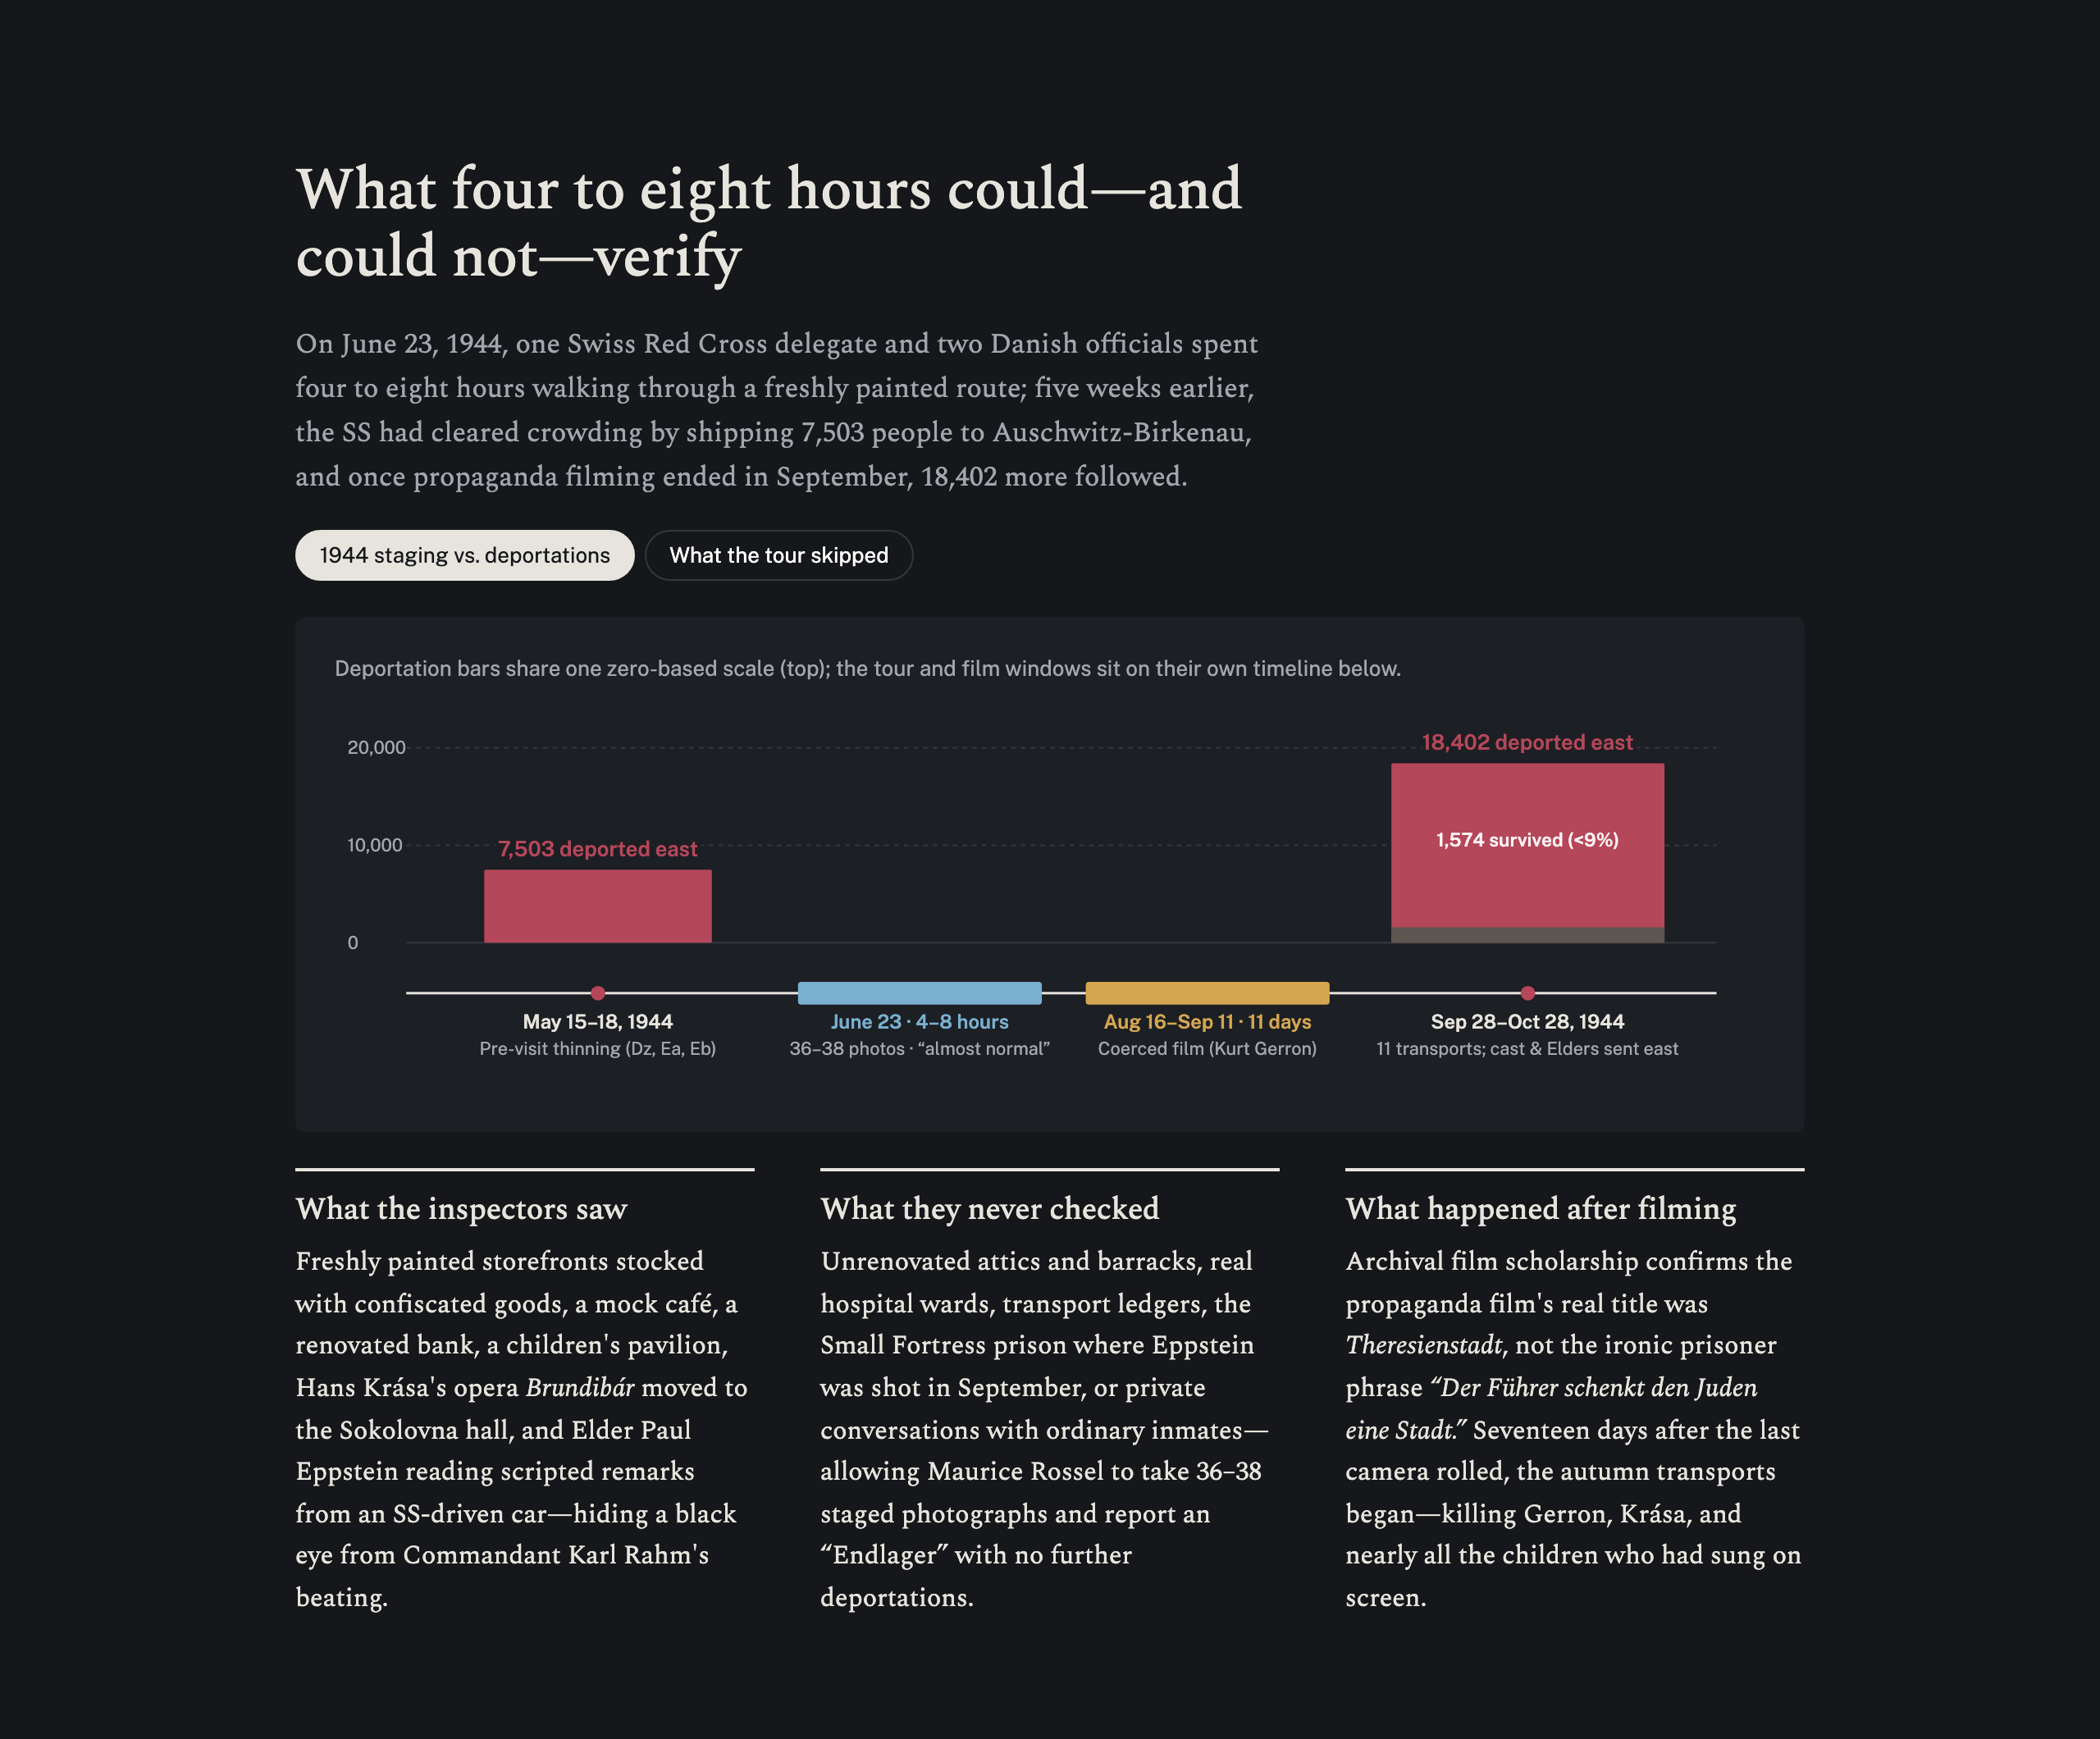 What four to eight hours could—and
could not—verify
On June 23, 1944, one Swiss Red Cross delegate and two Danish officials spent
four to eight hours walking through a freshly painted route; five weeks earlier,
the SS had cleared crowding by shipping 7,503 people to Auschwitz-Birkenau,
and once propaganda filming ended in September, 18,402 more followed.
1944 staging vs. deportations
What the tour skipped
Deportation bars share one zero-based scale (top); the tour and film windows sit on their own timeline below.
20,000
18,402 deported east
10,000
7,503 deported east
1,574 survived (<9%)
0
May 15–18, 1944
Pre-visit thinning (Dz, Ea, Eb)
June 23 · 4–8 hours
36–38 photos · “almost normal”
Aug 16–Sep 11 · 11 days
Coerced film (Kurt Gerron)
Sep 28–Oct 28, 1944
11 transports; cast & Elders sent east
What the inspectors saw
Freshly painted storefronts stocked
with confiscated goods, a mock café, a
renovated bank, a children's pavilion,
Hans Krása's opera Brundibár moved to
the Sokolovna hall, and Elder Paul
Eppstein reading scripted remarks
from an SS-driven car—hiding a black
eye from Commandant Karl Rahm's
beating.
What they never checked
Unrenovated attics and barracks, real
hospital wards, transport ledgers, the
Small Fortress prison where Eppstein
was shot in September, or private
conversations with ordinary inmates—
allowing Maurice Rossel to take 36–38
staged photographs and report an
“Endlager” with no further
deportations.
What happened after filming
Archival film scholarship confirms the
propaganda film's real title was
Theresienstadt, not the ironic prisoner
phrase “Der Führer schenkt den Juden
eine Stadt.” Seventeen days after the last
camera rolled, the autumn transports
began—killing Gerron, Krása, and
nearly all the children who had sung on
screen.